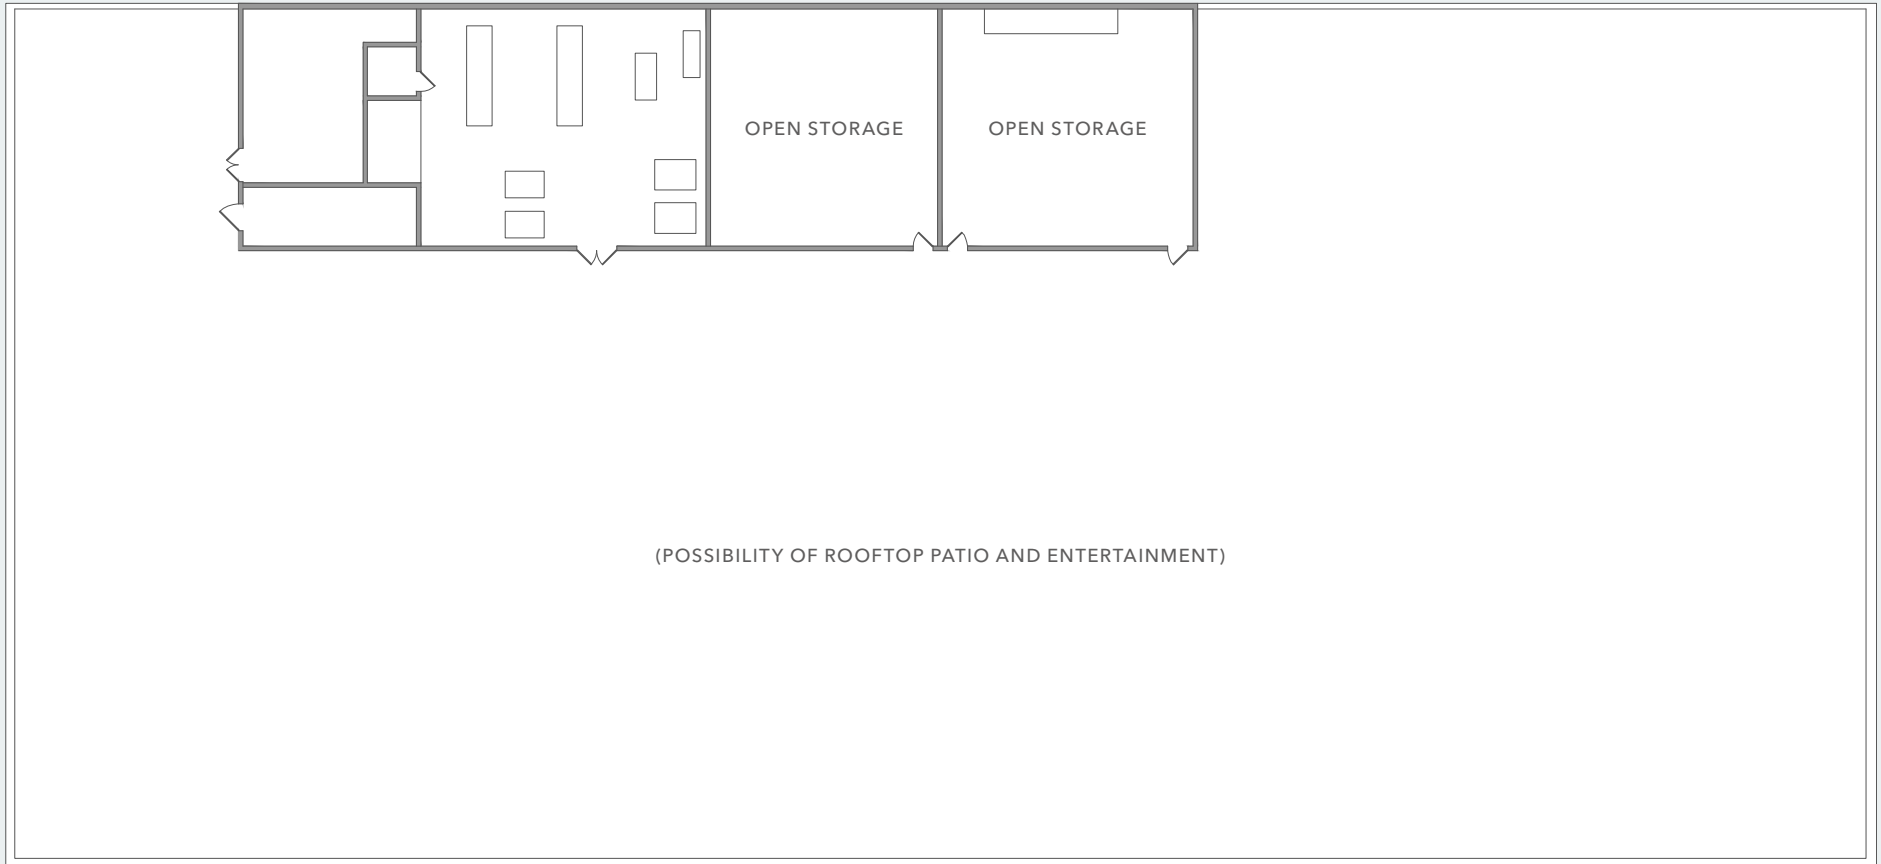 OPEN STORAGE
OPEN STORAGE
(POSSIBILITY OF ROOFTOP PATIO AND ENTERTAINMENT)